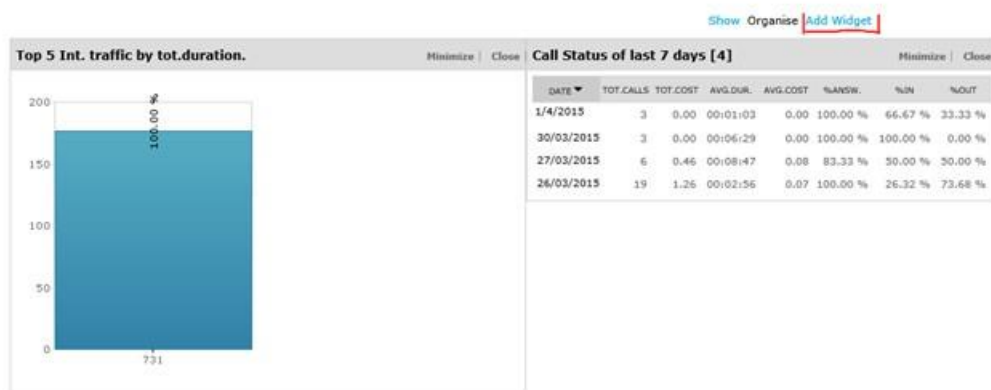 Show Organise Add Widget
Top 5 Int. traffic by tot.duration. Minimize | Close
200
150
100
50
0
100.00 %
731
Call Status of last 7 days [4] Minimize | Close
DATE TOT.CALLS TOT.COST AVG.DUR. AVG.COST %ANSW. %IN %OUT
1/4/2015 3 0.00 00:01:03 0.00 100.00 % 66.67 % 33.33 %
30/03/2015 3 0.00 00:06:29 0.00 100.00 % 100.00 % 0.00 %
27/03/2015 6 0.46 00:08:47 0.08 83.33 % 50.00 % 50.00 %
26/03/2015 19 1.26 00:02:56 0.07 100.00 % 26.32 % 73.68 %